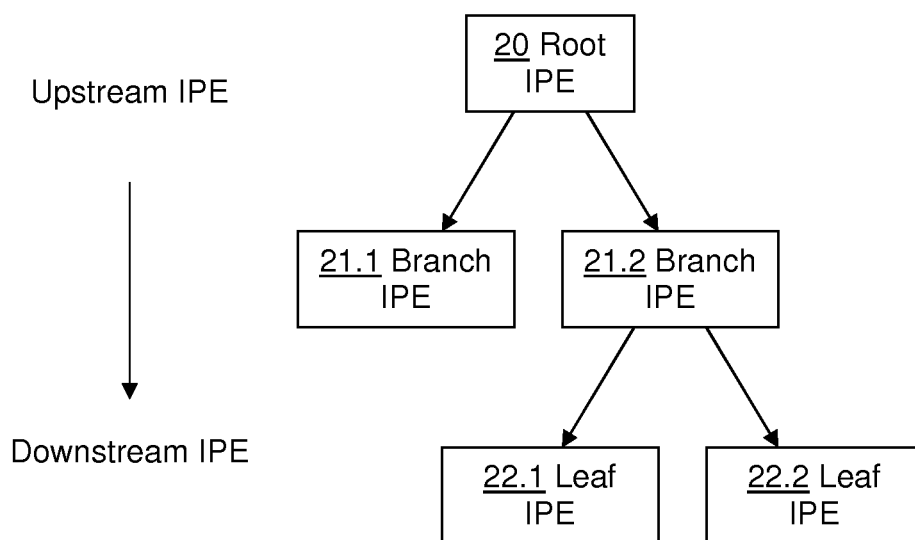 20 Root
IPE
Upstream IPE
21.1 Branch
IPE
21.2 Branch
IPE
Downstream IPE
22.1 Leaf
IPE
22.2 Leaf
IPE